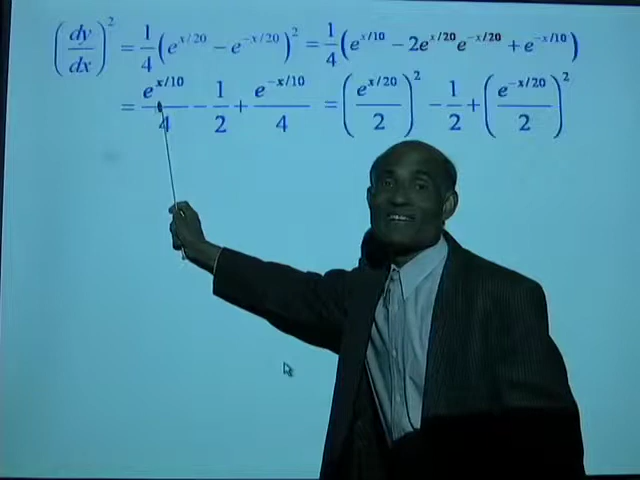 (dy/dx)² = 1/4(e^{x/20} − e^{−x/20})² = 1/4(e^{x/10} − 2e^{x/20}e^{−x/20} + e^{−x/10})
= e^{x/10}/4 − 1/2 + e^{−x/10}/4 = (e^{x/20}/2)² − 1/2 + (e^{−x/20}/2)²